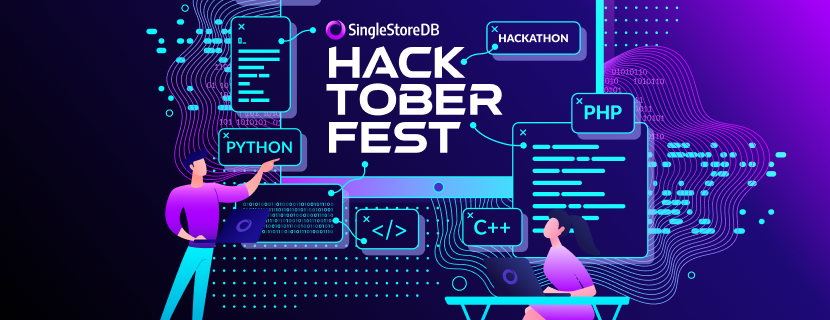 SingleStoreDB
HACK
TOBER
FEST
HACKATHON
PHP
PYTHON
</>
C++